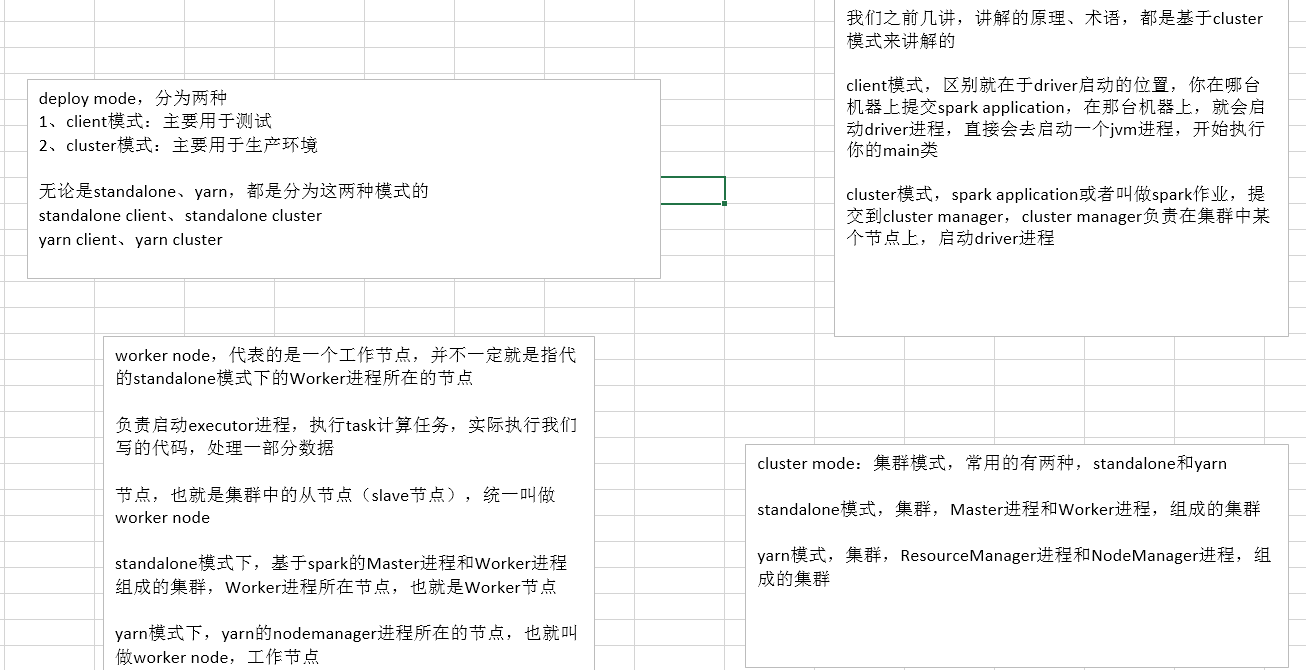 deploy mode，分为两种
1、client模式：主要用于测试
2、cluster模式：主要用于生产环境
无论是standalone、yarn，都是分为这两种模式的
standalone client、standalone cluster
yarn client、yarn cluster
我们之前几讲，讲解的原理、术语，都是基于cluster
模式来讲解的
client模式，区别就在于driver启动的位置，你在哪台
机器上提交spark application，在那台机器上，就会启
动driver进程，直接会去启动一个jvm进程，开始执行
你的main类
cluster模式，spark application或者叫做spark作业，提
交到cluster manager，cluster manager负责在集群中某
个节点上，启动driver进程
worker node，代表的是一个工作节点，并不一定就是指代
的standalone模式下的Worker进程所在的节点
负责启动executor进程，执行task计算任务，实际执行我们
写的代码，处理一部分数据
节点，也就是集群中的从节点（slave节点），统一叫做
worker node
standalone模式下，基于spark的Master进程和Worker进程
组成的集群，Worker进程所在节点，也就是Worker节点
yarn模式下，yarn的nodemanager进程所在的节点，也就叫
做worker node，工作节点
cluster mode：集群模式，常用的有两种，standalone和yarn
standalone模式，集群，Master进程和Worker进程，组成的集群
yarn模式，集群，ResourceManager进程和NodeManager进程，组
成的集群